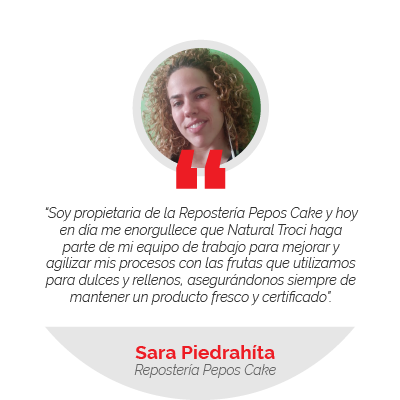 “Soy propietaria de la Repostería Pepos Cake y hoy
en día me enorgullece que Natural Troci haga
parte de mi equipo de trabajo para mejorar y
agilizar mis procesos con las frutas que utilizamos
para dulces y rellenos, asegurándonos siempre de
mantener un producto fresco y certificado”.
Sara Piedrahíta
Repostería Pepos Cake